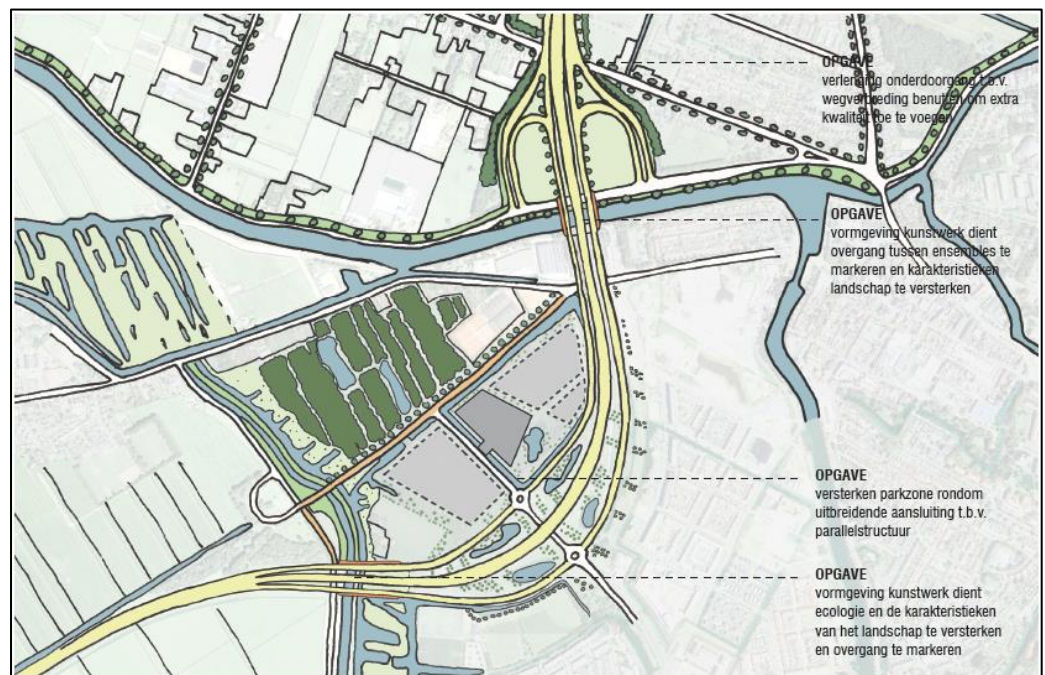 OPGAVE
verlenging onderdoorgang t.b.v.
wegverbreding benutten om extra
kwaliteit toe te voegen
OPGAVE
vormgeving kunstwerk dient
overgang tussen ensembles te
markeren en karakteristieken
landschap te versterken
OPGAVE
versterken parkzone rondom
uitbreidende aansluiting t.b.v.
parallelstructuur
OPGAVE
vormgeving kunstwerk dient
ecologie en de karakteristieken
van het landschap te versterken
en overgang te markeren